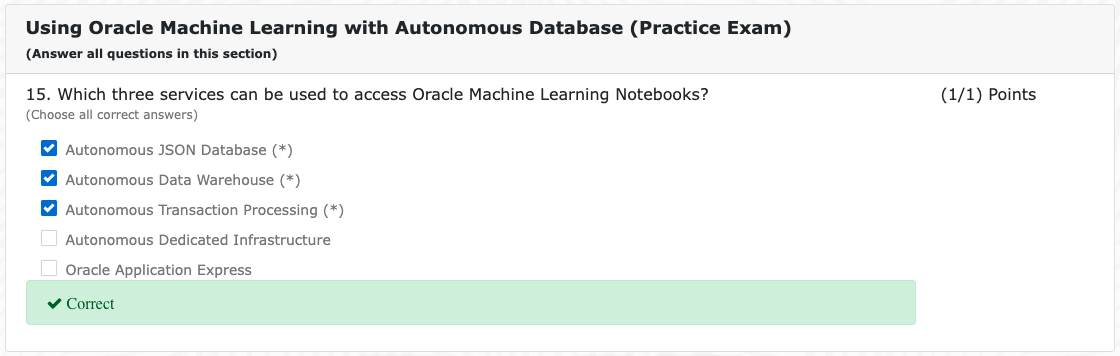 Using Oracle Machine Learning with Autonomous Database (Practice Exam)
(Answer all questions in this section)
15. Which three services can be used to access Oracle Machine Learning Notebooks? (1/1) Points
(Choose all correct answers)
Autonomous JSON Database (*)
Autonomous Data Warehouse (*)
Autonomous Transaction Processing (*)
Autonomous Dedicated Infrastructure
Oracle Application Express
Correct